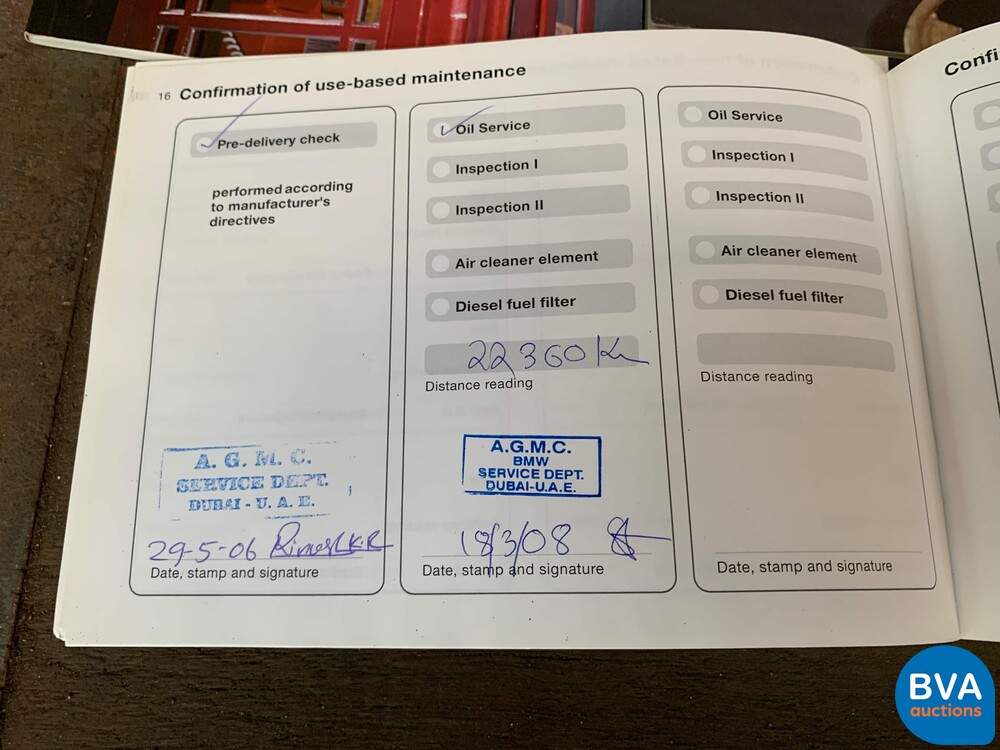 16 Confirmation of use-based maintenance
Pre-delivery check
performed according
to manufacturer's
directives
A. G. M. C.
SERVICE DEPT.
DUBAI - U. A. E.
29-5-06
Date, stamp and signature
Oil Service
Inspection I
Inspection II
Air cleaner element
Diesel fuel filter
22360 Km
Distance reading
A.G.M.C.
BMW
SERVICE DEPT.
DUBAI-U.A.E.
18/3/08
Date, stamp and signature
Oil Service
Inspection I
Inspection II
Air cleaner element
Diesel fuel filter
Distance reading
Date, stamp and signature
Confi
BVA
auctions